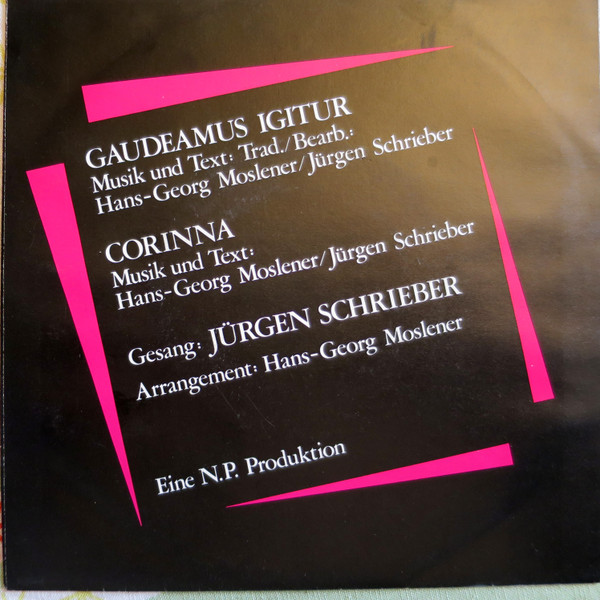 GAUDEAMUS IGITUR
Musik und Text: Trad./Bearb.:
Hans-Georg Moslener/Jürgen Schrieber
CORINNA
Musik und Text:
Hans-Georg Moslener/Jürgen Schrieber
Gesang: JÜRGEN SCHRIEBER
Arrangement: Hans-Georg Moslener
Eine N.P. Produktion